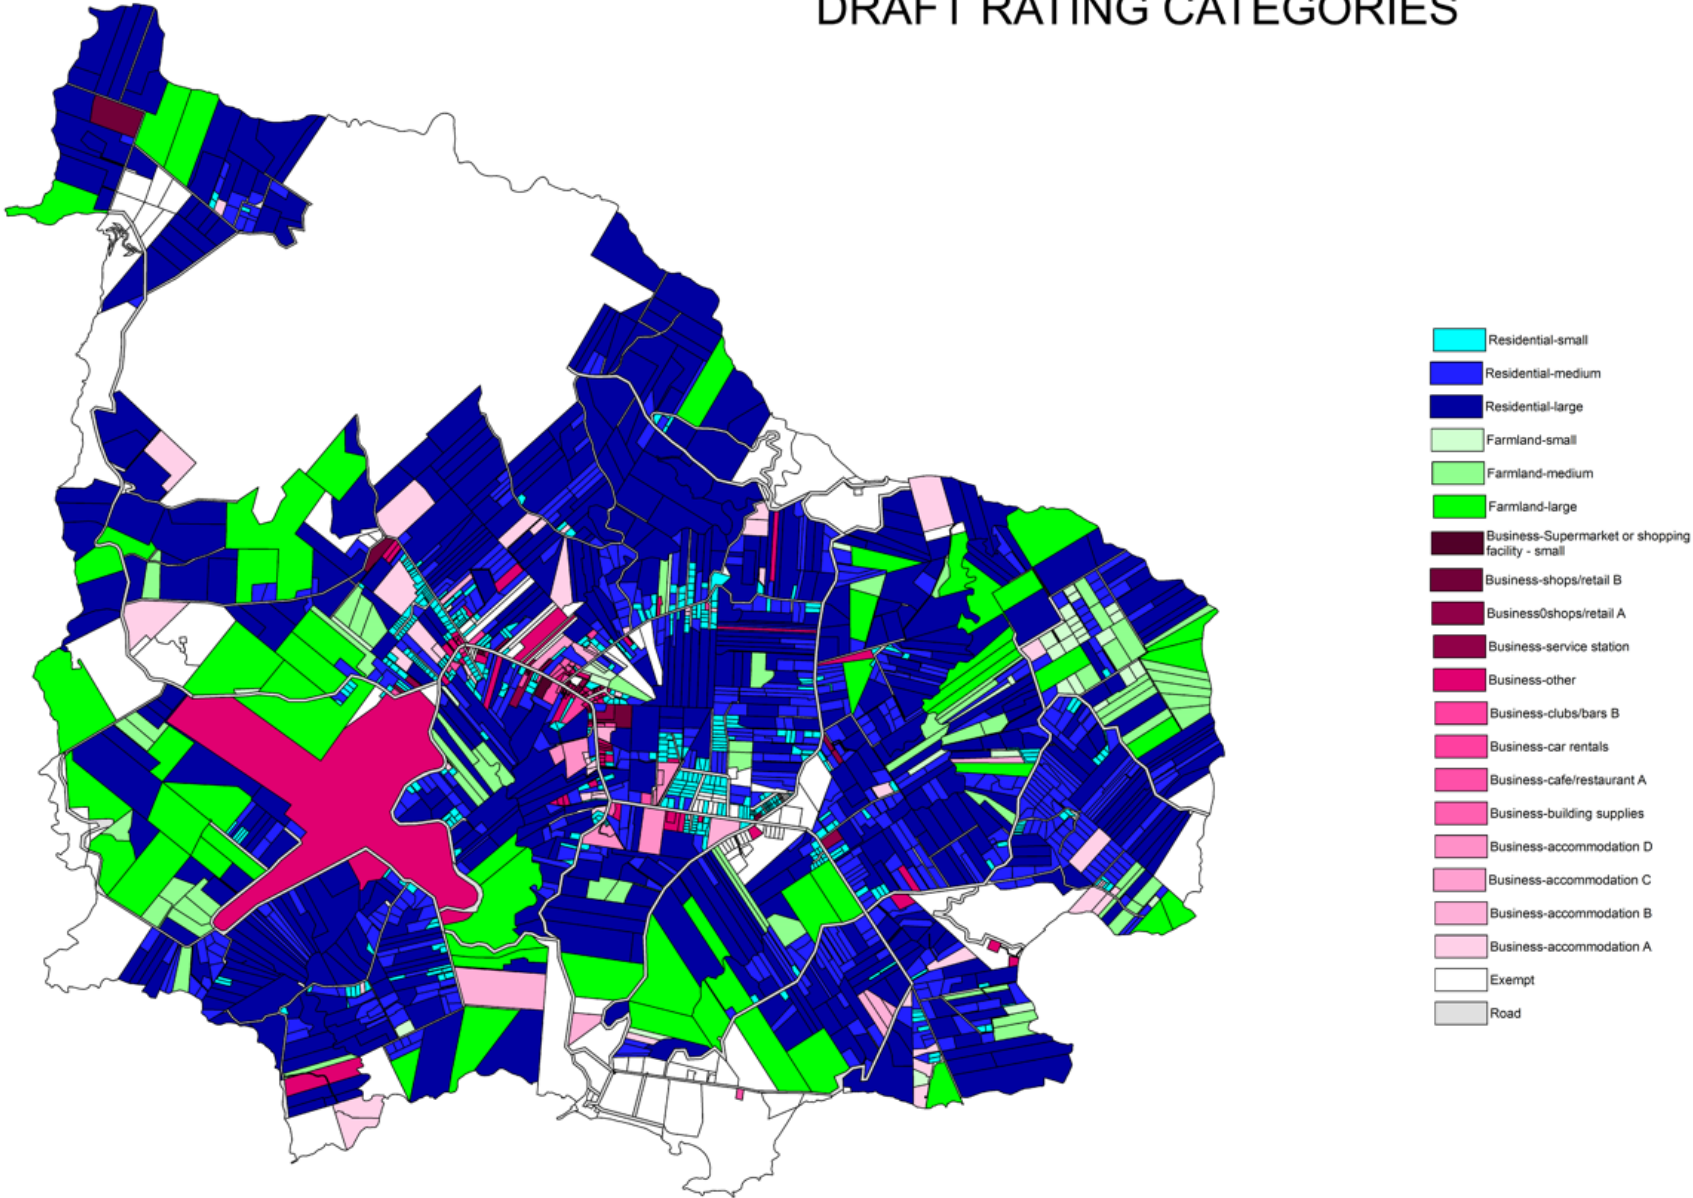 DRAFT RATING CATEGORIES
Residential-small
Residential-medium
Residential-large
Farmland-small
Farmland-medium
Farmland-large
Business-Supermarket or shopping
facility - small
Business-shops/retail B
Business0shops/retail A
Business-service station
Business-other
Business-clubs/bars B
Business-car rentals
Business-cafe/restaurant A
Business-building supplies
Business-accommodation D
Business-accommodation C
Business-accommodation B
Business-accommodation A
Exempt
Road